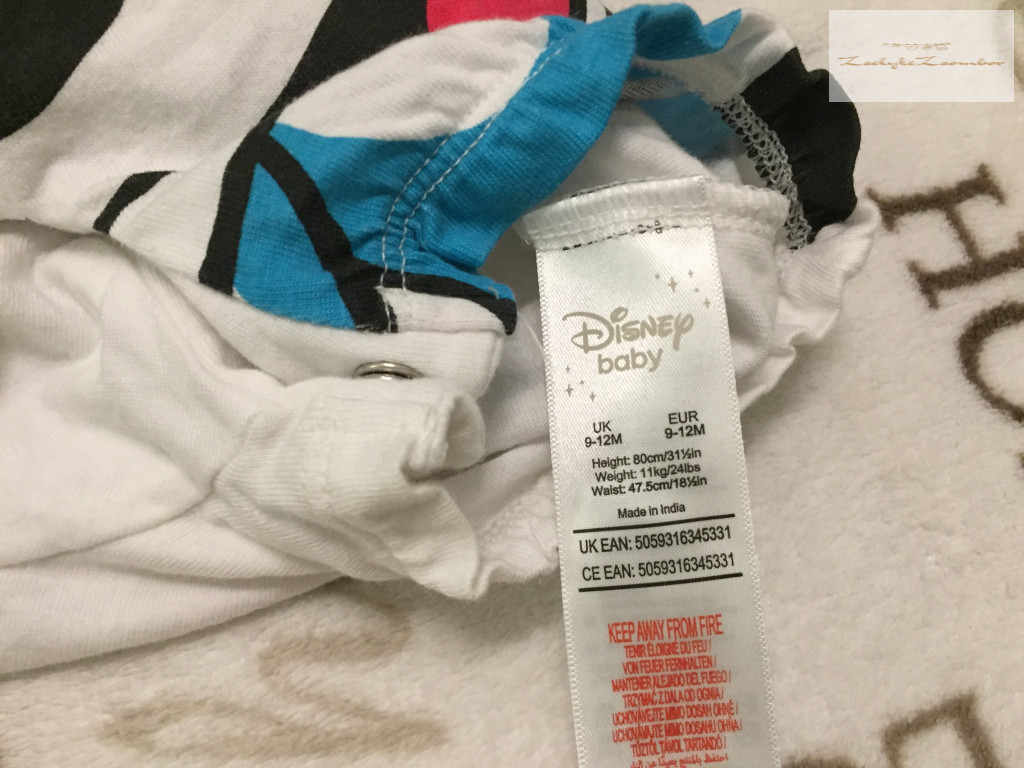 Disney
baby
UK EUR
9-12M 9-12M
Height: 80cm/31½in
Weight: 11kg/24lbs
Waist: 47.5cm/18½in
Made in India
UK EAN: 5059316345331
CE EAN: 5059316345331
KEEP AWAY FROM FIRE
TENIR ÉLOIGNÉ DU FEU /
VON FEUER FERNHALTEN /
MANTENER ALEJADO DEL FUEGO /
TRZYMAĆ Z DALA OD OGNIA /
UCHOVÁVEJTE MIMO DOSAH OHNĚ /
UCHOVÁVAJTE MIMO DOSAHU OHŇA /
TŰZTŐL TÁVOL TARTANDÓ /